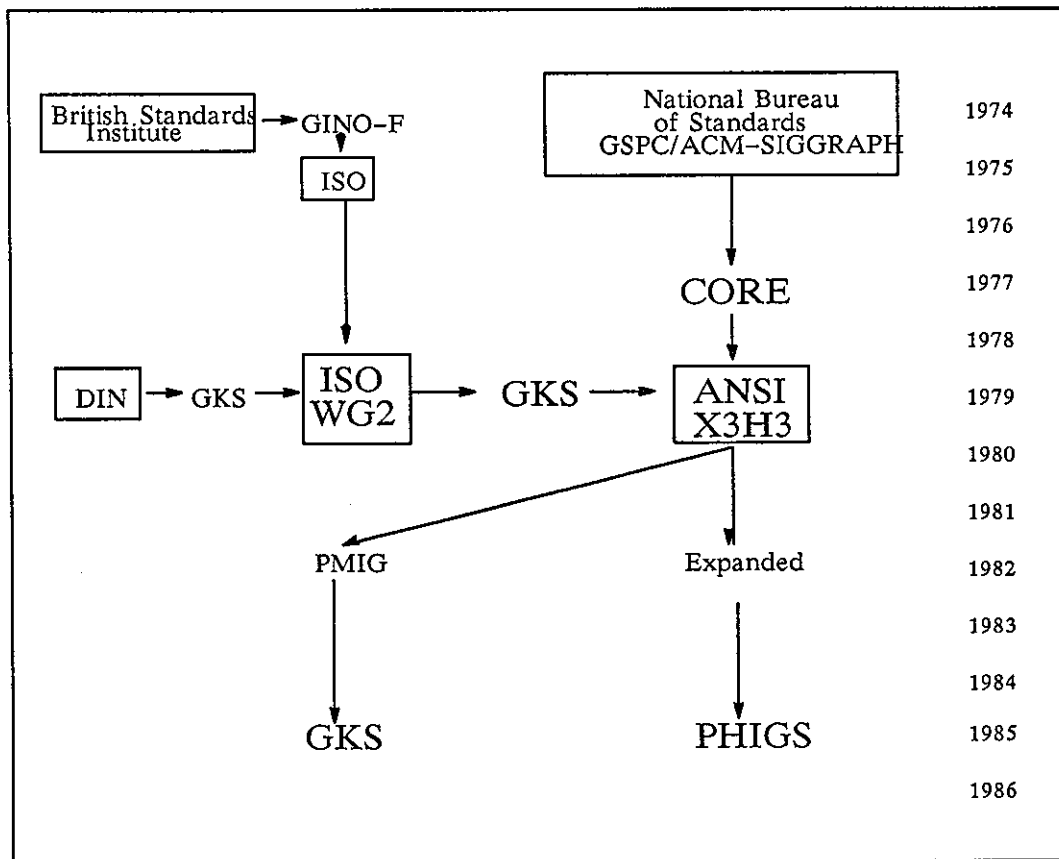 British Standards
Institute
GINO-F
National Bureau
of Standards
GSPC/ACM-SIGGRAPH
1974
ISO
1975
1976
CORE
1977
1978
DIN
GKS
ISO
WG2
GKS
ANSI
X3H3
1979
1980
1981
PMIG
Expanded
1982
1983
1984
GKS
PHIGS
1985
1986